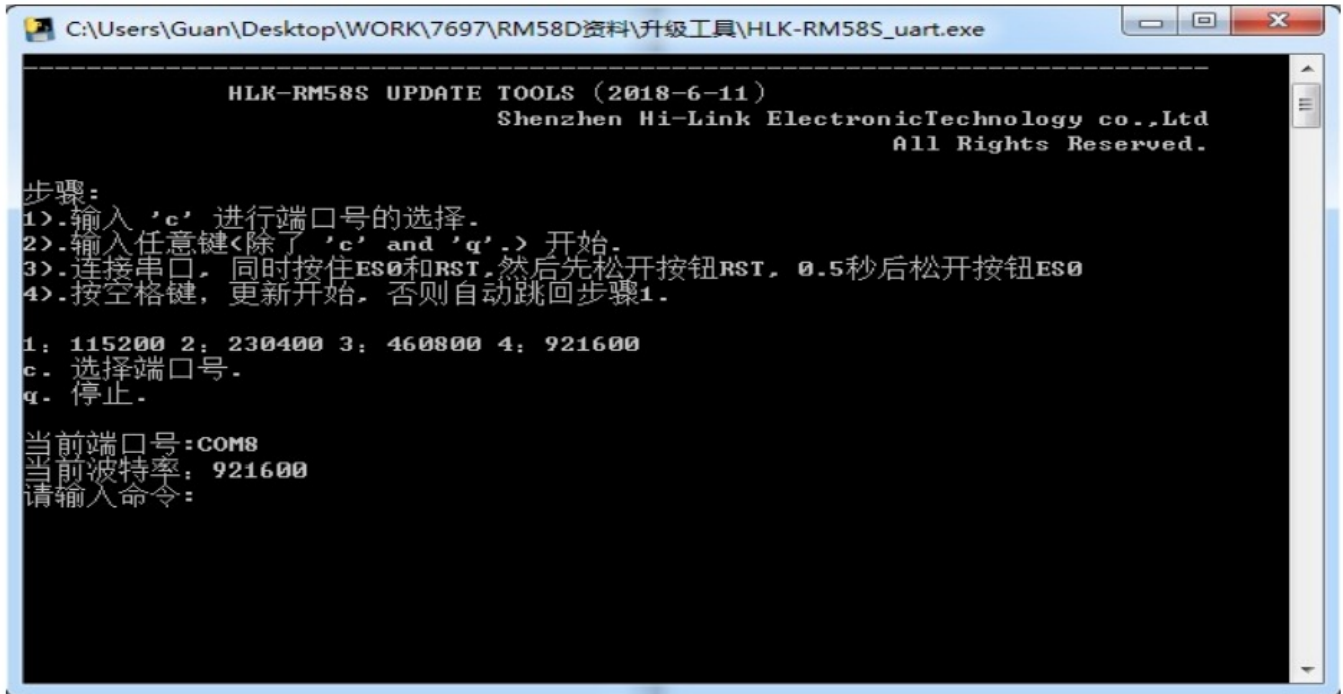 C:\Users\Guan\Desktop\WORK\7697\RM58D资料\升级工具\HLK-RM58S_uart.exe
HLK-RM58S UPDATE TOOLS (2018-6-11)
Shenzhen Hi-Link ElectronicTechnology co.,Ltd
All Rights Reserved.
步骤:
1).输入 'c' 进行端口号的选择.
2).输入任意键(除了 'c' and 'q'.) 开始.
3).连接串口, 同时按住ES0和RST,然后先松开按钮RST, 0.5秒后松开按钮ES0
4).按空格键, 更新开始, 否则自动跳回步骤1.
1: 115200 2: 230400 3: 460800 4: 921600
c. 选择端口号.
q. 停止.
当前端口号:COM8
当前波特率: 921600
请输入命令: